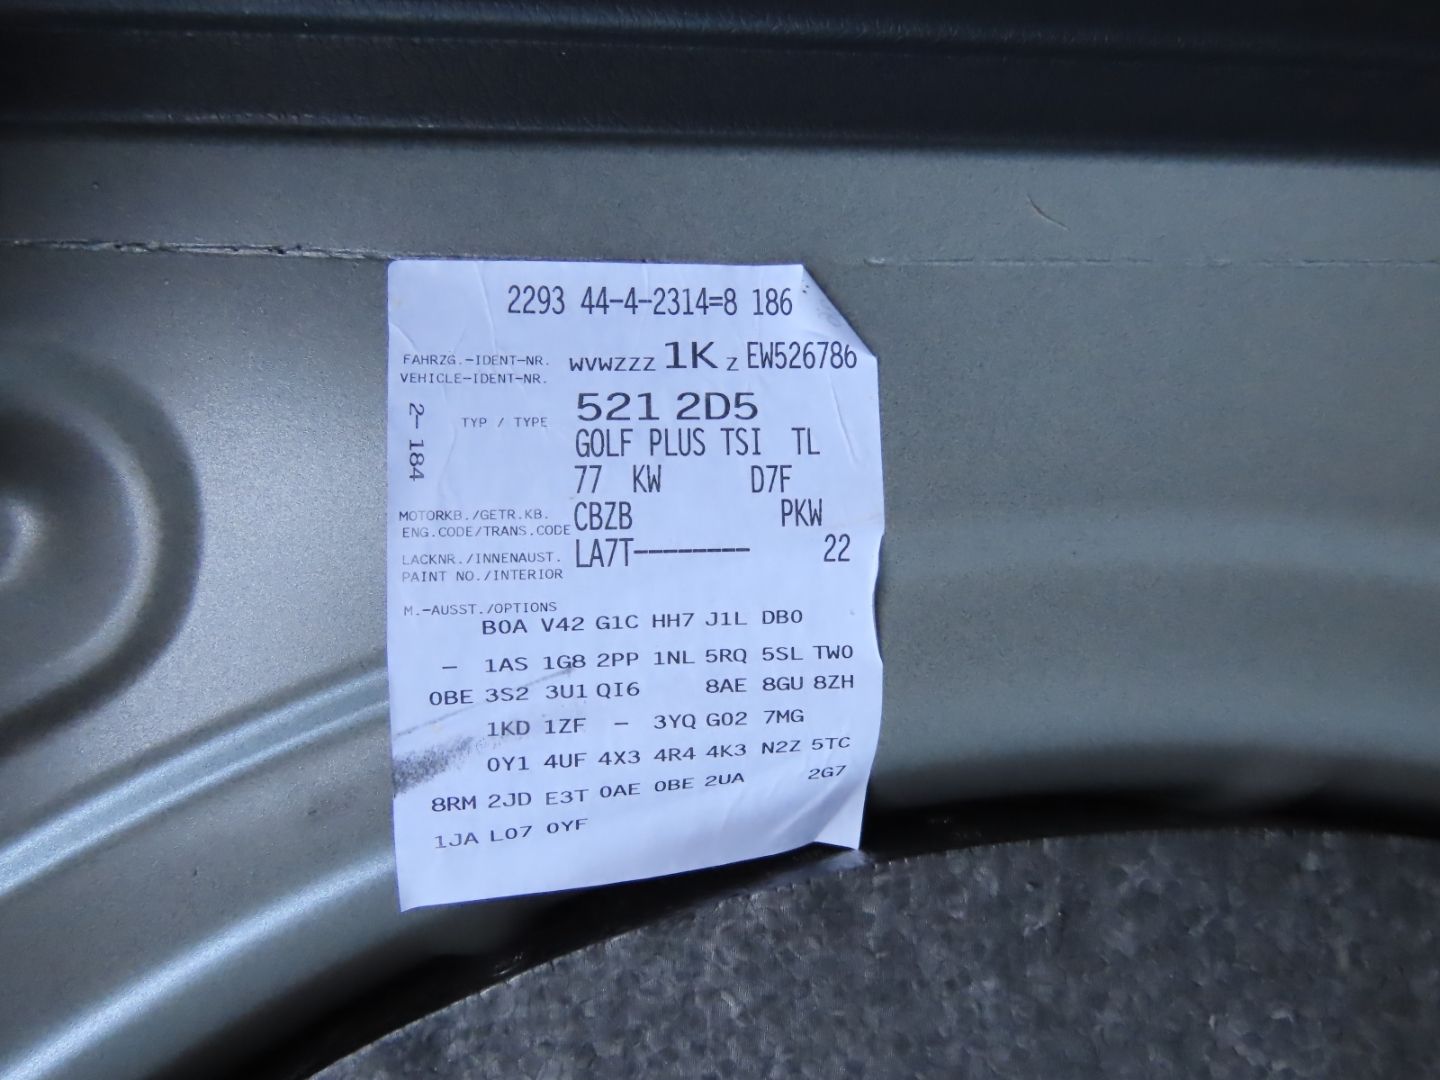 2293 44-4-2314=8 186
FAHRZG.-IDENT-NR. WVWZZZ 1K Z EW526786
VEHICLE-IDENT-NR.
2- 184
TYP / TYPE 521 2D5
GOLF PLUS TSI TL
77 KW D7F
MOTORKB./GETR.KB. CBZB PKW
ENG.CODE/TRANS.CODE
LACKNR./INNENAUST. LA7T-------- 22
PAINT NO./INTERIOR
M.-AUSST./OPTIONS
B0A V42 G1C HH7 J1L DB0
- 1AS 1G8 2PP 1NL 5RQ 5SL TW0
0BE 3S2 3U1 QI6 8AE 8GU 8ZH
1KD 1ZF - 3YQ G02 7MG
0Y1 4UF 4X3 4R4 4K3 N2Z 5TC
8RM 2JD E3T 0AE 0BE 2UA 2G7
1JA L07 0YF